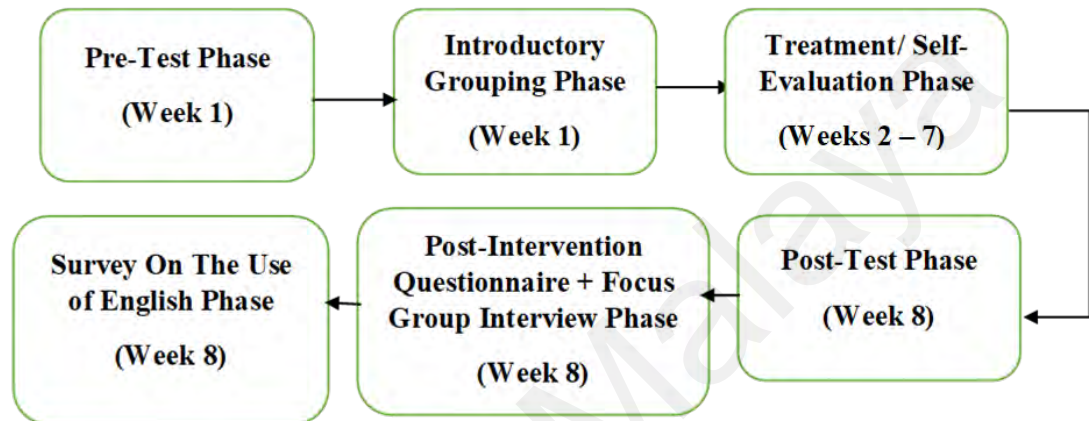 Pre-Test Phase
(Week 1)
Introductory
Grouping Phase
(Week 1)
Treatment/ Self-
Evaluation Phase
(Weeks 2 – 7)
Post-Test Phase
(Week 8)
Post-Intervention
Questionnaire + Focus
Group Interview Phase
(Week 8)
Survey On The Use
of English Phase
(Week 8)
Malaya